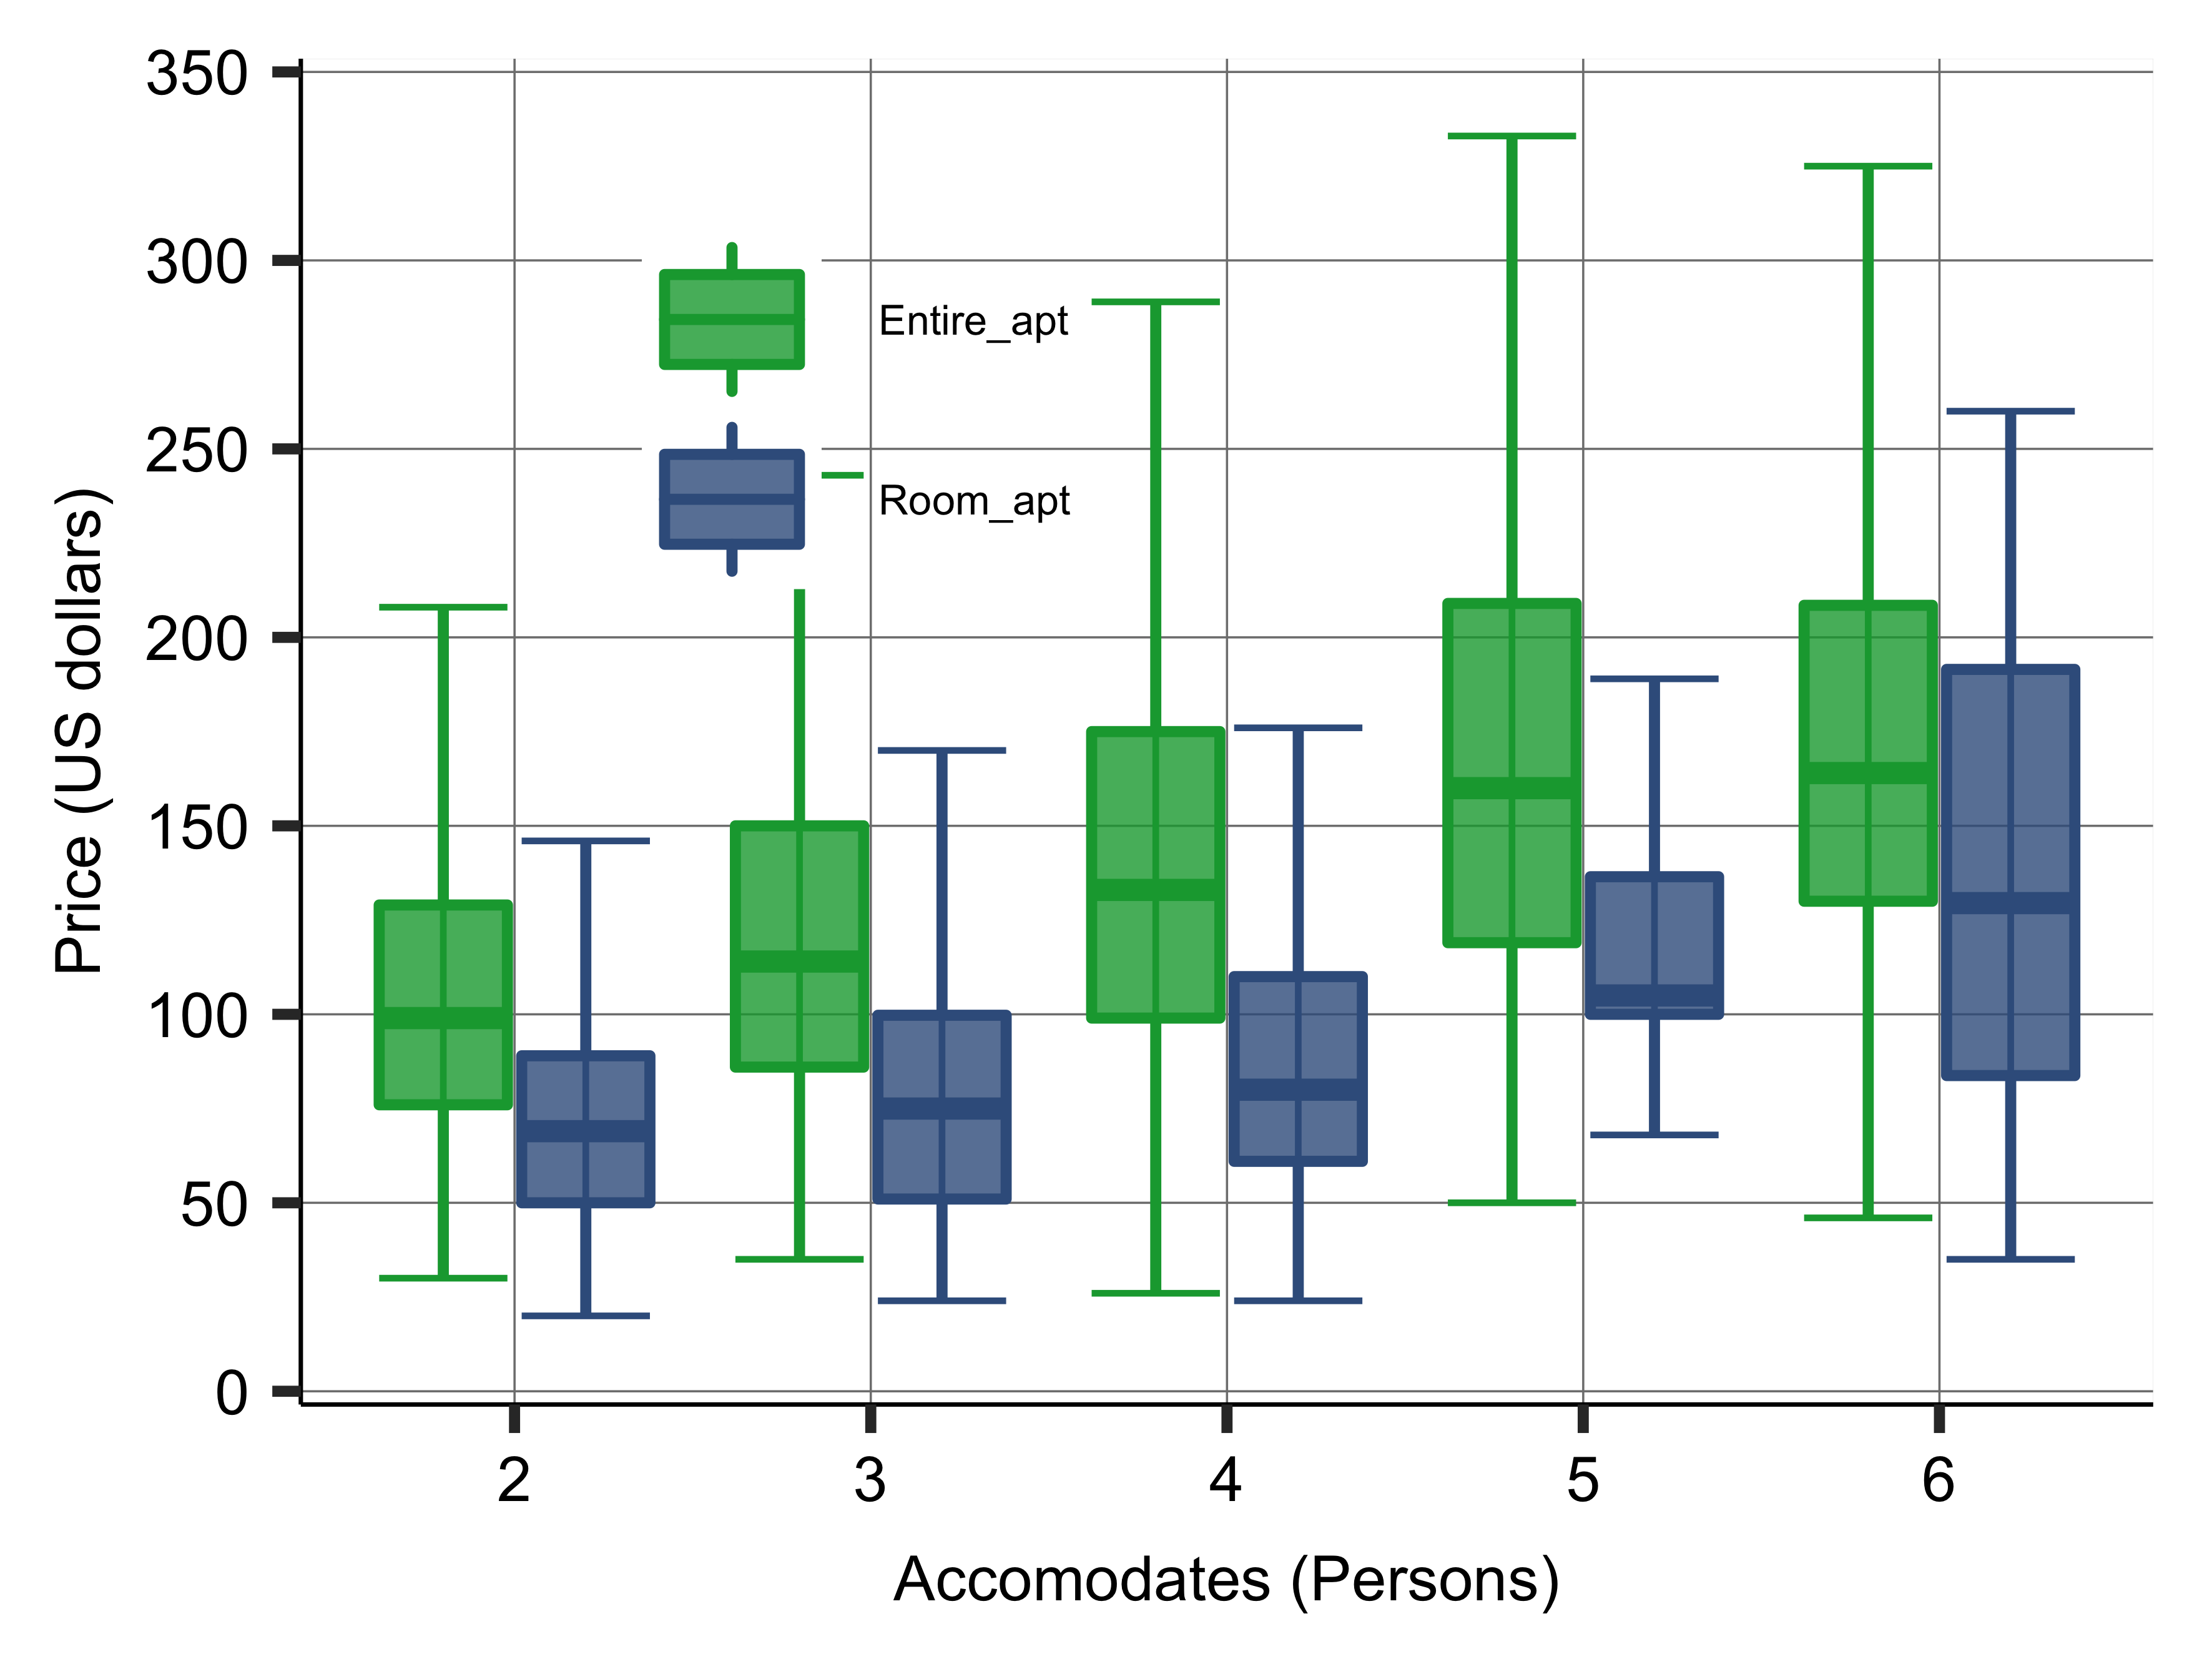 350
300
250
200
150
100
50
0
Price (US dollars)
Entire_apt
Room_apt
2 3 4 5 6
Accomodates (Persons)